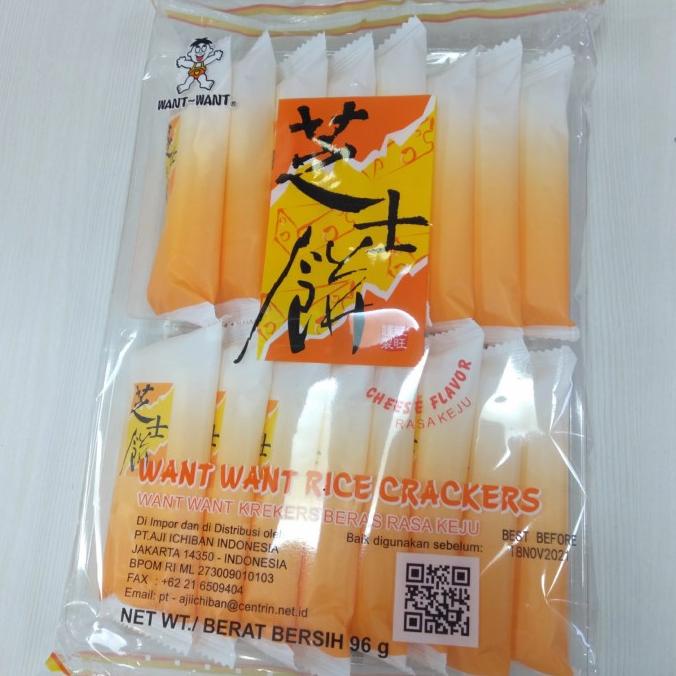 WANT-WANT®
芝士餅
CHEESE FLAVOR
RASA KEJU
芝士餅
WANT WANT RICE CRACKERS
WANT WANT KREKERS BERAS RASA KEJU
Di Impor dan di Distribusi oleh
PT.AJI ICHIBAN INDONESIA
JAKARTA 14350 - INDONESIA
BPOM RI ML 273009010103
FAX : +62 21 6509404
Email: pt - ajiichiban@centrin.net.id
Baik digunakan sebelum:
BEST BEFORE
18NOV2021
NET WT./ BERAT BERSIH 96 g